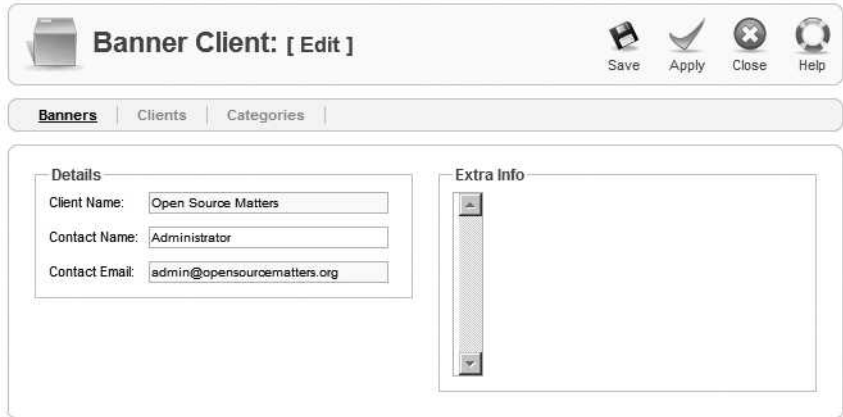 Banner Client: [ Edit ]
Save Apply Close Help
Banners Clients Categories
Details
Client Name: Open Source Matters
Contact Name: Administrator
Contact Email: admin@opensourcematters.org
Extra Info